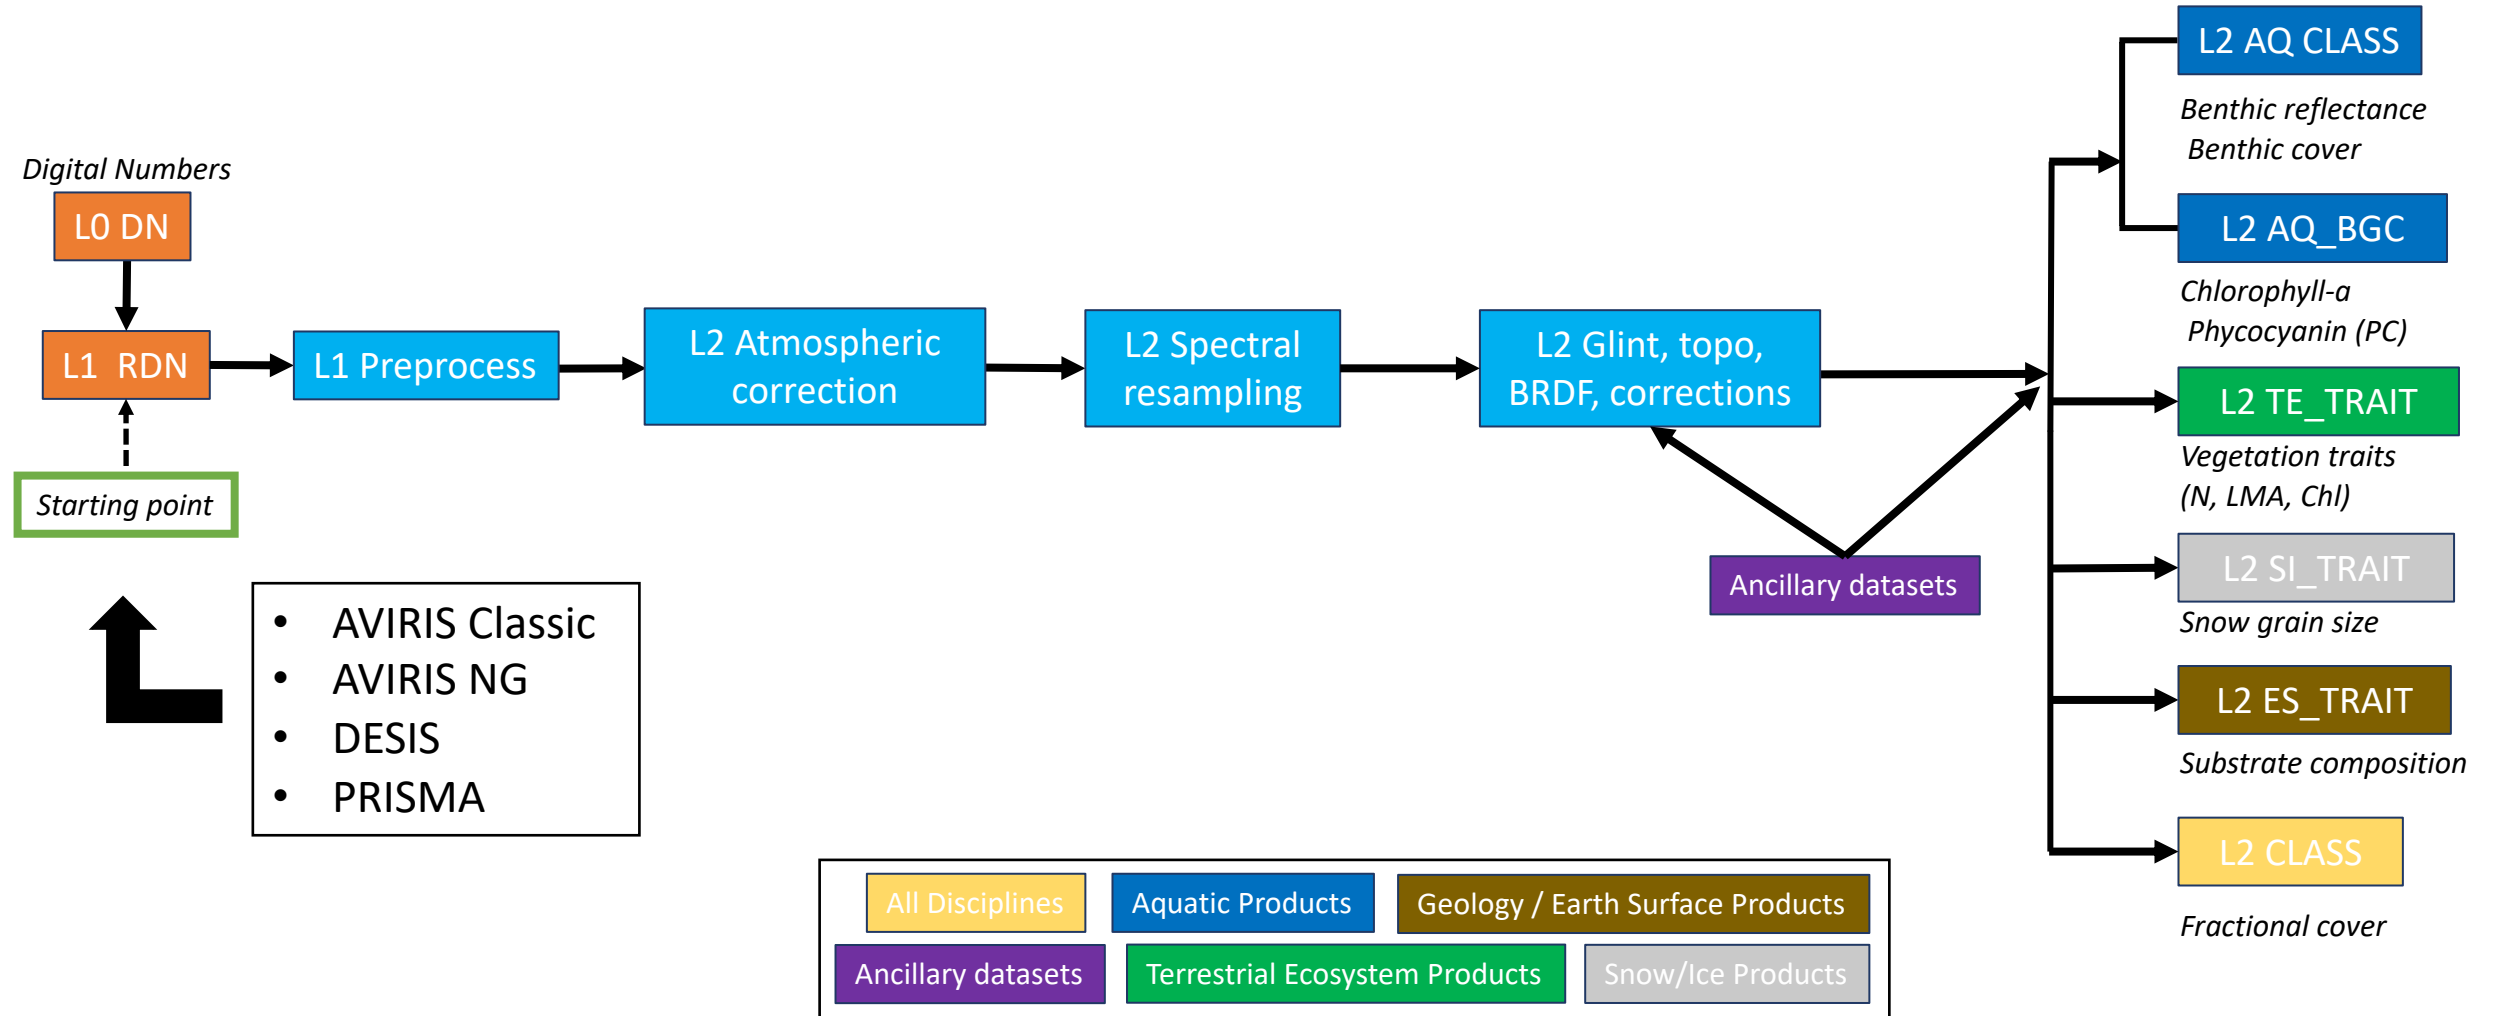 Digital Numbers
L0 DN
L1 RDN
Starting point
L1 Preprocess
L2 Atmospheric
correction
L2 Spectral
resampling
L2 Glint, topo,
BRDF, corrections
Ancillary datasets
• AVIRIS Classic
• AVIRIS NG
• DESIS
• PRISMA
L2 AQ CLASS
Benthic reflectance
Benthic cover
L2 AQ_BGC
Chlorophyll-a
Phycocyanin (PC)
L2 TE_TRAIT
Vegetation traits
(N, LMA, Chl)
L2 SI_TRAIT
Snow grain size
L2 ES_TRAIT
Substrate composition
L2 CLASS
Fractional cover
All Disciplines
Aquatic Products
Geology / Earth Surface Products
Ancillary datasets
Terrestrial Ecosystem Products
Snow/Ice Products